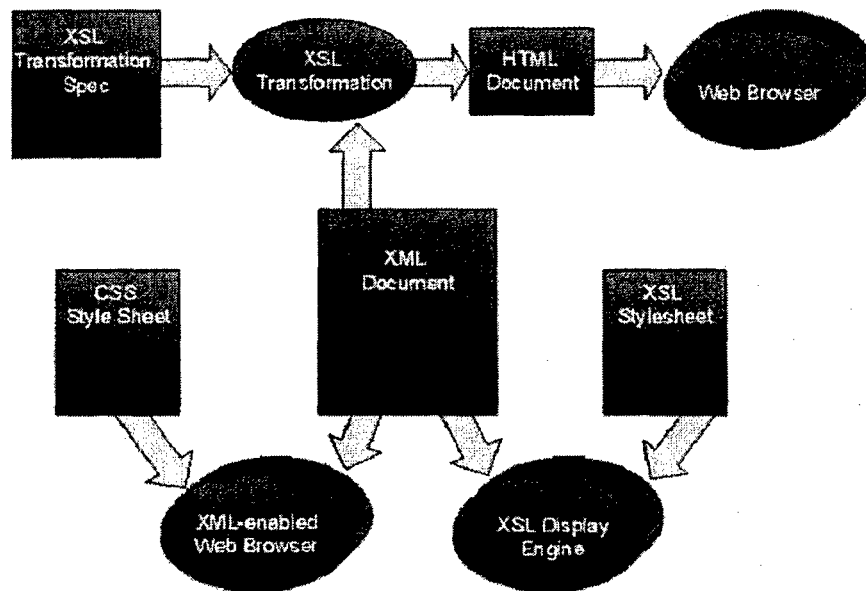 XSL
Transformation
Spec
XSL
Transformation
HTML
Document
Web Browser
XML
Document
CSS
Style Sheet
XSL
Stylesheet
XML-enabled
Web Browser
XSL Display
Engine